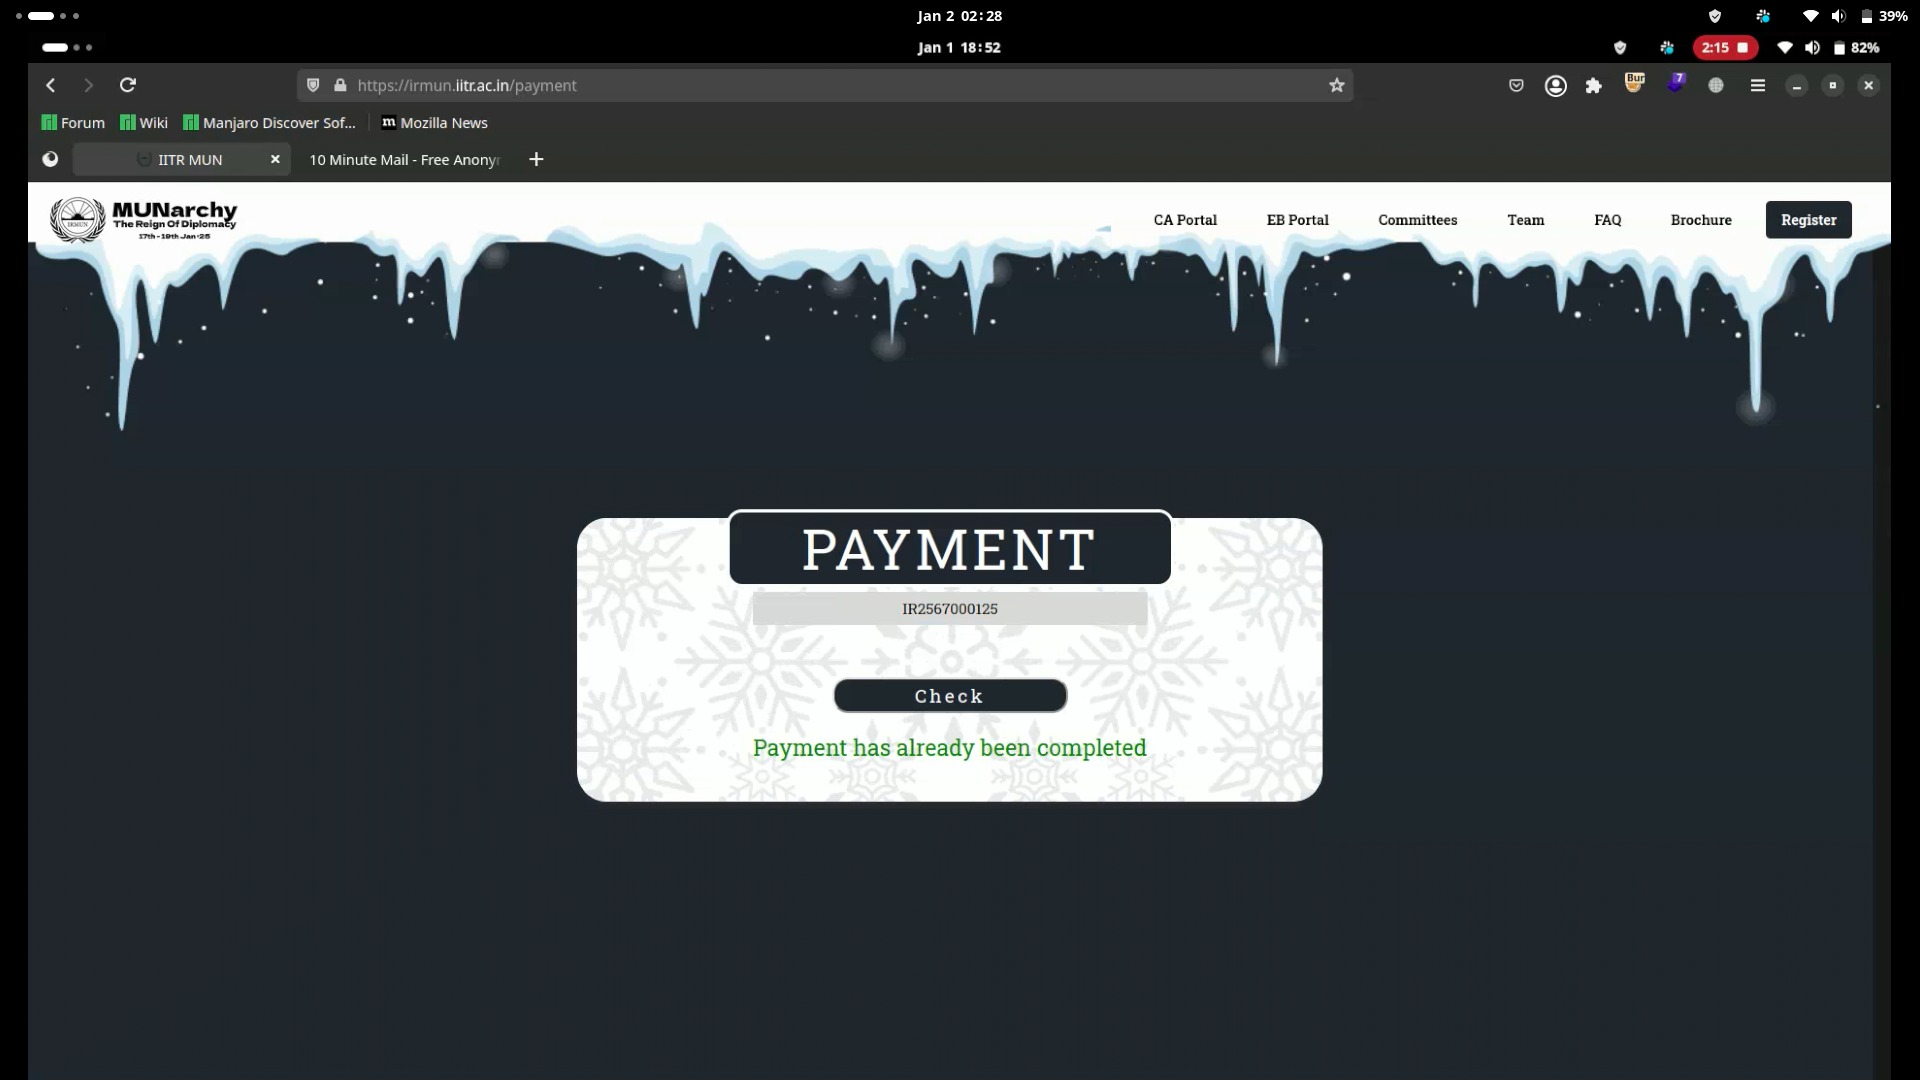 Jan 2 02:28
39%
Jan 1 18:52
2:15
82%
https://irmun.iitr.ac.in/payment
Bur
7
Forum
Wiki
Manjaro Discover Sof...
m
Mozilla News
IITR MUN
10 Minute Mail - Free Anony
IRMUN
MUNarchy
The Reign Of Diplomacy
17th - 19th Jan '25
CA Portal
EB Portal
Committees
Team
FAQ
Brochure
Register
PAYMENT
IR2567000125
Check
Payment has already been completed